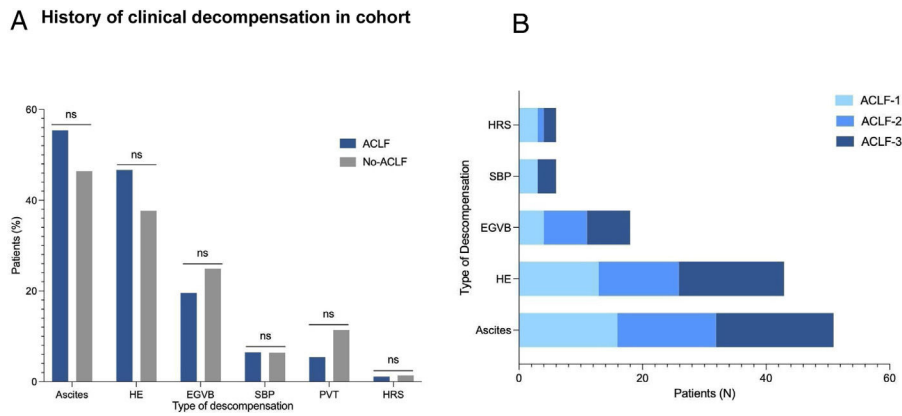 A History of clinical decompensation in cohort
60
40
20
0
Patients (%)
ns
ns
ns
ns
ns
ns
ACLF
No-ACLF
Ascites HE EGVB SBP PVT HRS
Type of descompensation
B
ACLF-1
ACLF-2
ACLF-3
Type of Descompensation
HRS
SBP
EGVB
HE
Ascites
0 20 40 60
Patients (N)